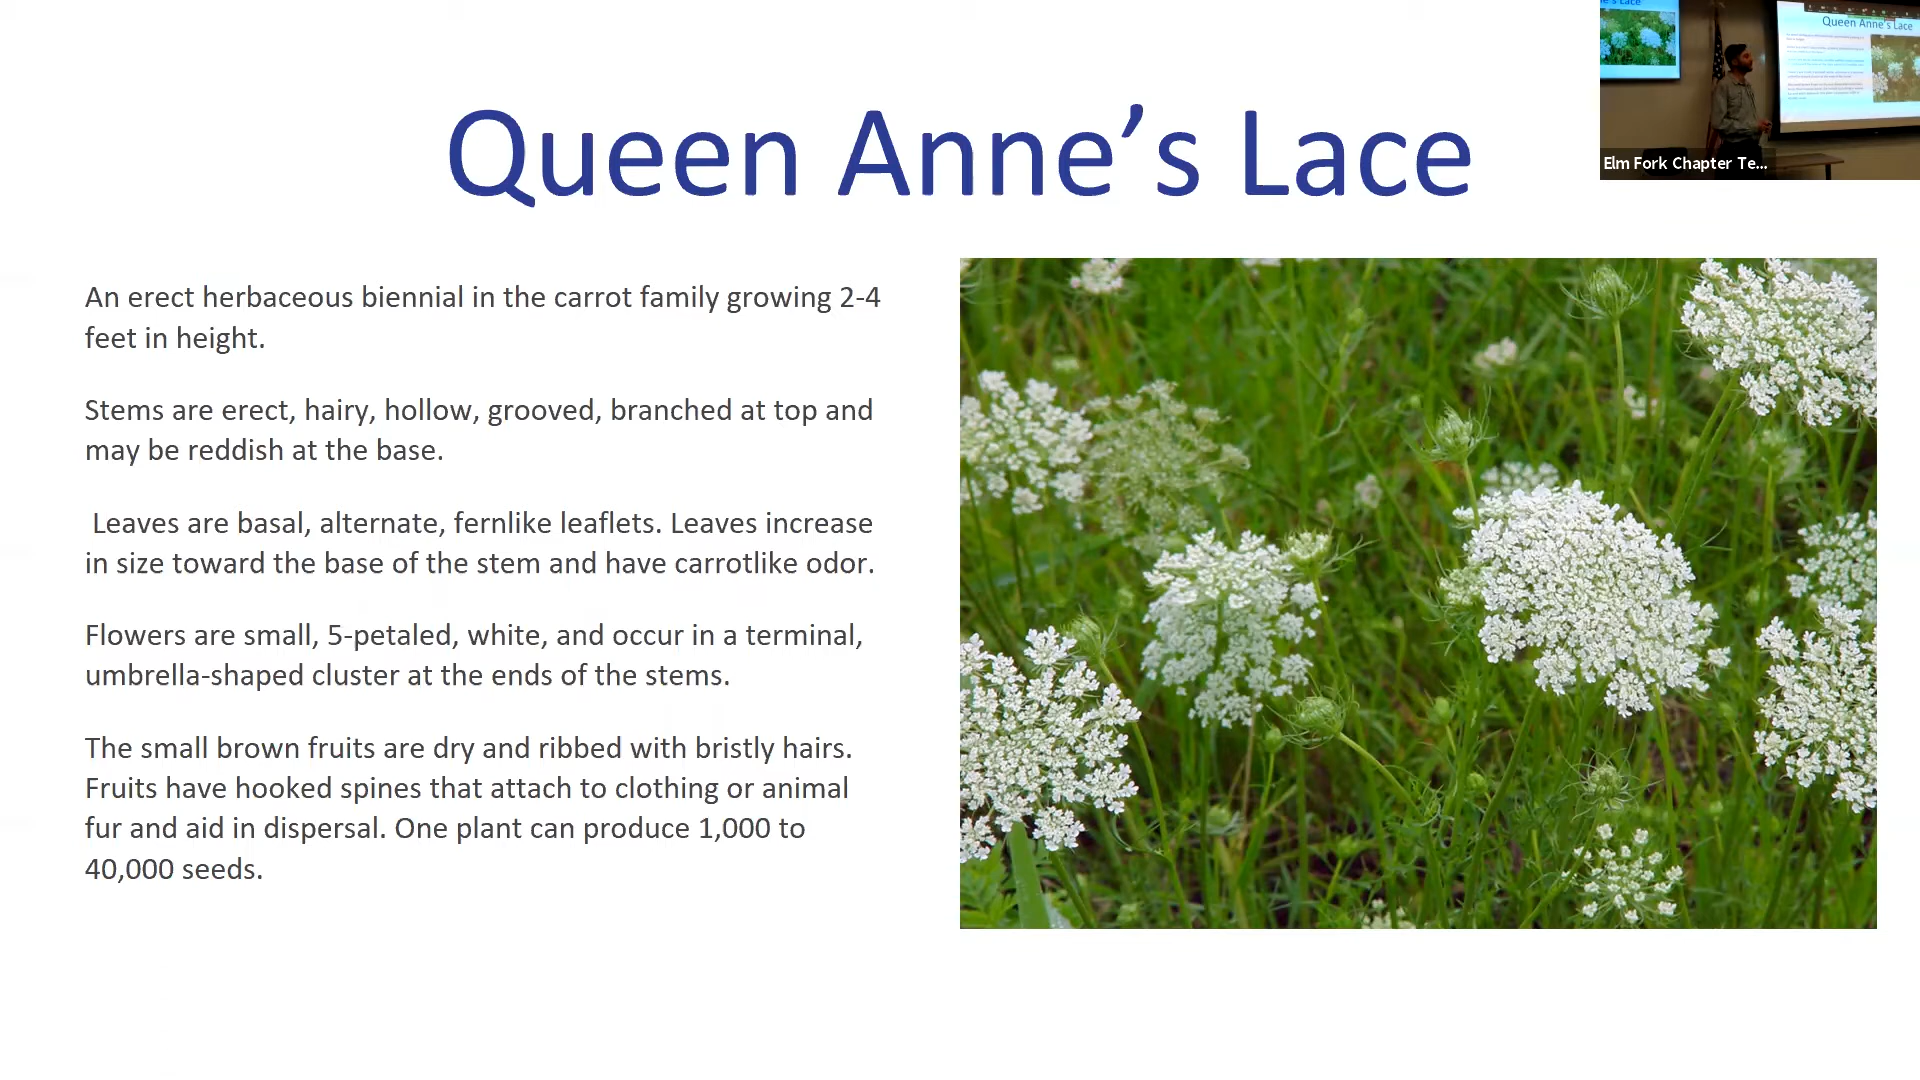 Queen Anne’s Lace
An erect herbaceous biennial in the carrot family growing 2-4
feet in height.
Stems are erect, hairy, hollow, grooved, branched at top and
may be reddish at the base.
Leaves are basal, alternate, fernlike leaflets. Leaves increase
in size toward the base of the stem and have carrotlike odor.
Flowers are small, 5-petaled, white, and occur in a terminal,
umbrella-shaped cluster at the ends of the stems.
The small brown fruits are dry and ribbed with bristly hairs.
Fruits have hooked spines that attach to clothing or animal
fur and aid in dispersal. One plant can produce 1,000 to
40,000 seeds.
Queen Anne's Lace
Elm Fork Chapter Te...